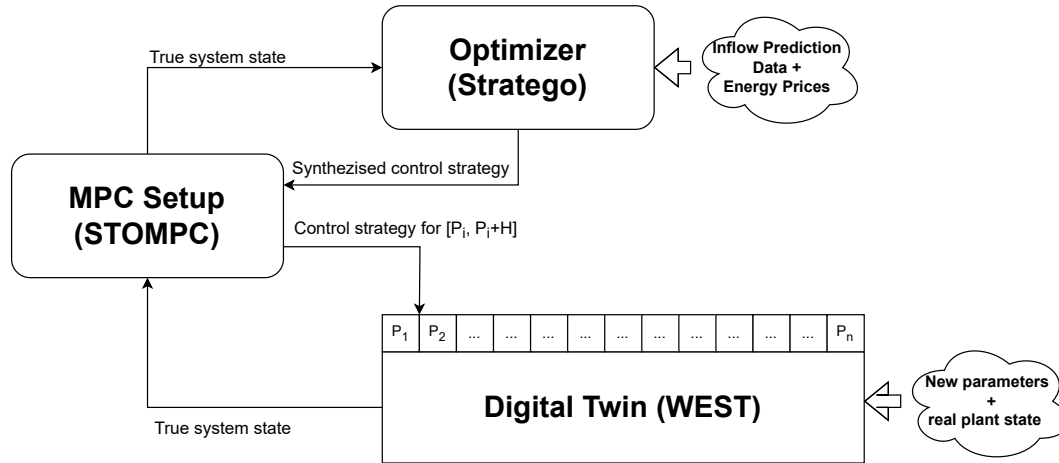 True system state
Optimizer
(Stratego)
Inflow Prediction
Data +
Energy Prices
Synthezised control strategy
MPC Setup
(STOMPC)
Control strategy for [Pi, Pi+H]
P1 P2 ... ... ... ... ... ... ... ... ... ... Pn
Digital Twin (WEST)
New parameters
+
real plant state
True system state